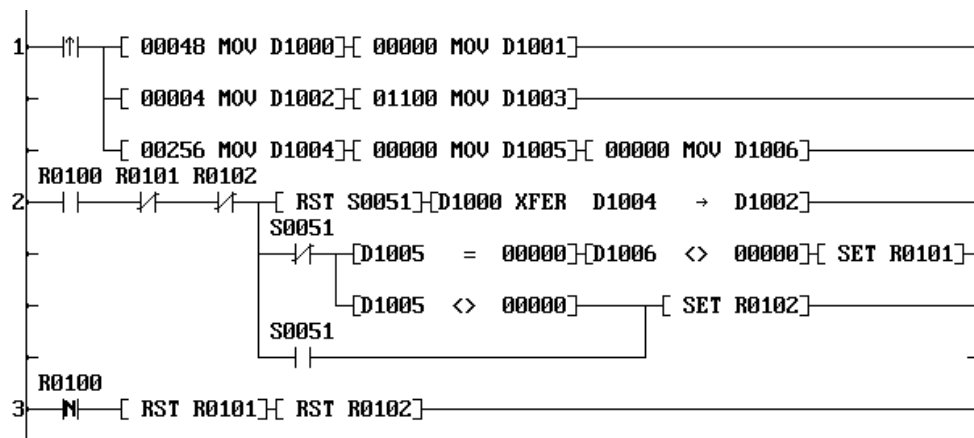 1 [ 00048 MOV D1000][ 00000 MOV D1001]
[ 00004 MOV D1002][ 01100 MOV D1003]
[ 00256 MOV D1004][ 00000 MOV D1005][ 00000 MOV D1006]
R0100 R0101 R0102
2 [ RST S0051][D1000 XFER D1004 → D1002]
S0051
[D1005 = 00000][D1006 <> 00000][ SET R0101]
[D1005 <> 00000] [ SET R0102]
S0051
R0100
3 N [ RST R0101][ RST R0102]